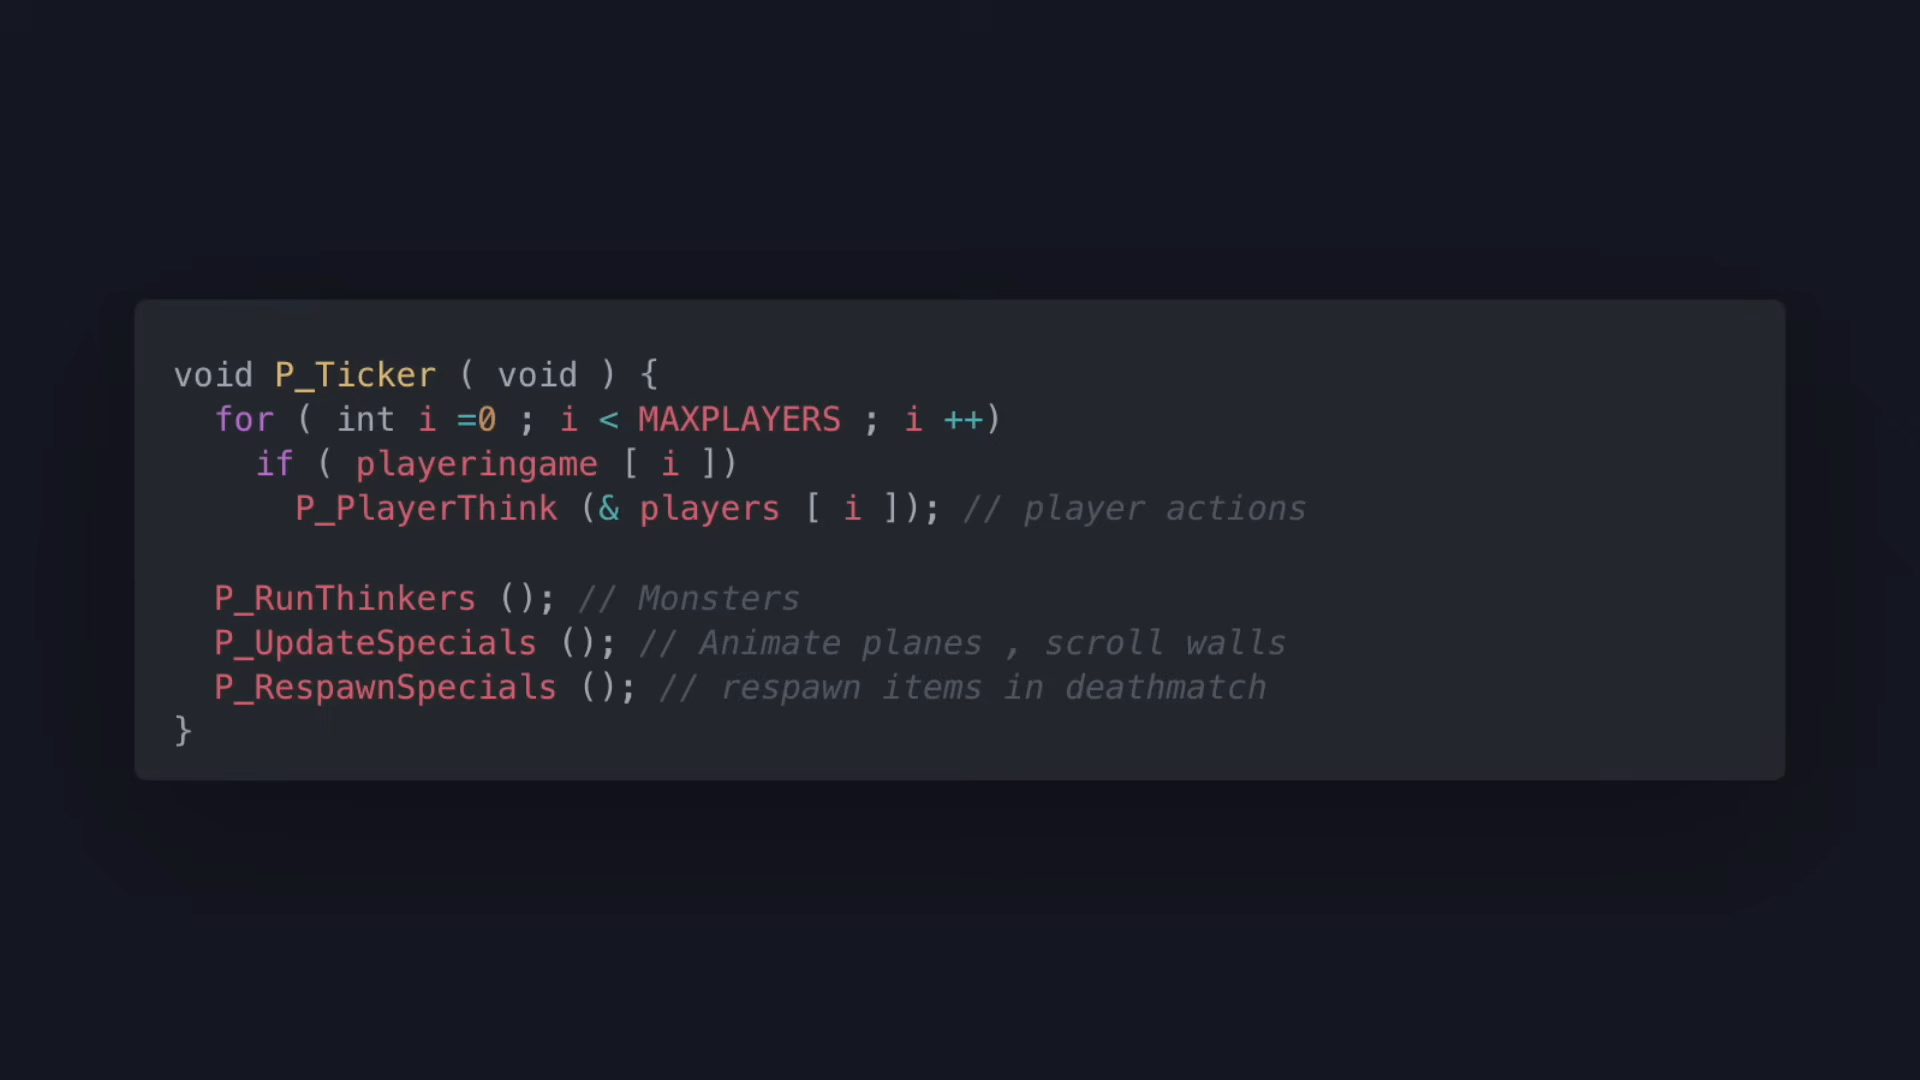 void P_Ticker ( void ) {
for ( int i =0 ; i < MAXPLAYERS ; i ++)
if ( playeringame [ i ])
P_PlayerThink (& players [ i ]); // player actions
P_RunThinkers (); // Monsters
P_UpdateSpecials (); // Animate planes , scroll walls
P_RespawnSpecials (); // respawn items in deathmatch
}